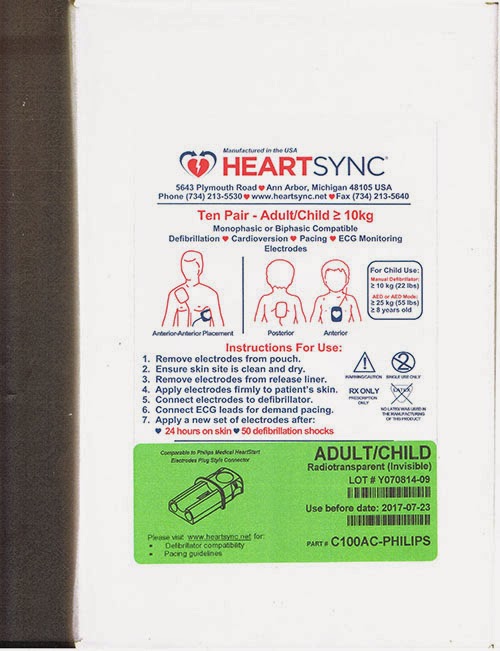 Manufactured in the USA
HEARTSYNC®
5643 Plymouth Road ♥ Ann Arbor, Michigan 48105 USA
Phone (734) 213-5530 ♥ www.heartsync.net ♥ Fax (734) 213-5640
Ten Pair - Adult/Child ≥ 10kg
Monophasic or Biphasic Compatible
Defibrillation ♥ Cardioversion ♥ Pacing ♥ ECG Monitoring
Electrodes
For Child Use:
Manual Defibrillator:
≥ 10 kg (22 lbs)
AED or AED Mode:
≥ 25 kg (55 lbs)
≥ 8 years old
Anterior-Anterior Placement
Posterior
Anterior
Instructions For Use:
1. Remove electrodes from pouch.
2. Ensure skin site is clean and dry.
3. Remove electrodes from release liner.
4. Apply electrodes firmly to patient's skin.
5. Connect electrodes to defibrillator.
6. Connect ECG leads for demand pacing.
7. Apply a new set of electrodes after:
♥ 24 hours on skin ♥ 50 defibrillation shocks
WARNING/CAUTION
2
SINGLE USE ONLY
RX ONLY
PRESCRIPTION
ONLY
LATEX
NO LATEX WAS USED IN
THE MANUFACTURING
OF THIS PRODUCT
Comparable to Philips Medical HeartStart
Electrodes Plug Style Connector
Please visit www.heartsync.net for:
• Defibrillator compatibility
• Pacing guidelines
ADULT/CHILD
Radiotransparent (Invisible)
LOT # Y070814-09
Use before date: 2017-07-23
PART # C100AC-PHILIPS